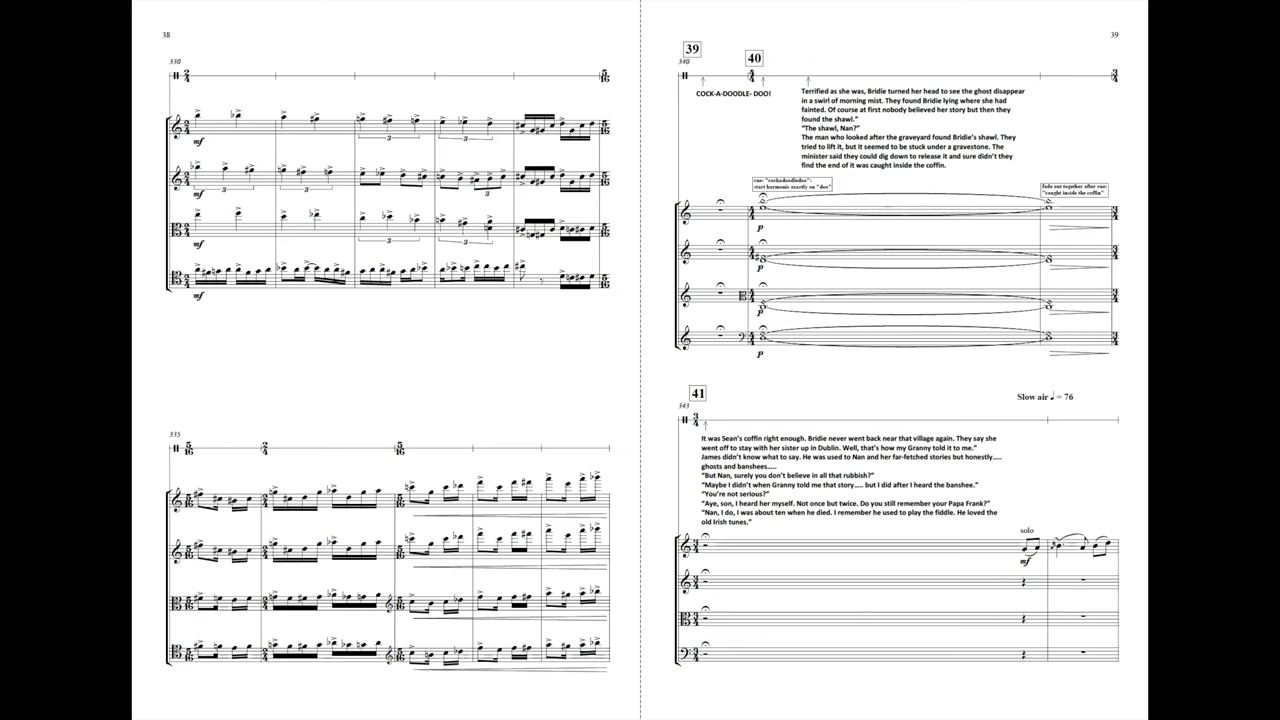 38
330
mf
3
3
3
3
mf
3
3
3
mf
3
3
mf
335
39
39
40
340
COCK-A-DOODLE- DOO!
Terrified as she was, Bridie turned her head to see the ghost disappear
in a swirl of morning mist. They found Bridie lying where she had
fainted. Of course at first nobody believed her story but then they
found the shawl.”
“The shawl, Nan?”
The man who looked after the graveyard found Bridie’s shawl. They
tried to lift it, but it seemed to be stuck under a gravestone. The
minister said they could dig down to release it and sure didn’t they
find the end of it was caught inside the coffin.
cue: "cockadoodledoo":
start harmonic exactly on "doo"
fade out together after cue:
"caught inside the coffin"
p
p
p
p
41
343
Slow air ♩ = 76
It was Sean’s coffin right enough. Bridie never went back near that village again. They say she
went off to stay with her sister up in Dublin. Well, that’s how my Granny told it to me.”
James didn’t know what to say. He was used to Nan and her far-fetched stories but honestly…..
ghosts and banshees…..
“But Nan, surely you don’t believe in all that rubbish?”
“Maybe I didn’t when Granny told me that story….. but I did after I heard the banshee.”
“You’re not serious?”
“Aye, son, I heard her myself. Not once but twice. Do you still remember your Papa Frank?”
“Nan, I do, I was about ten when he died. I remember he used to play the fiddle. He loved the
old Irish tunes.”
solo
mf